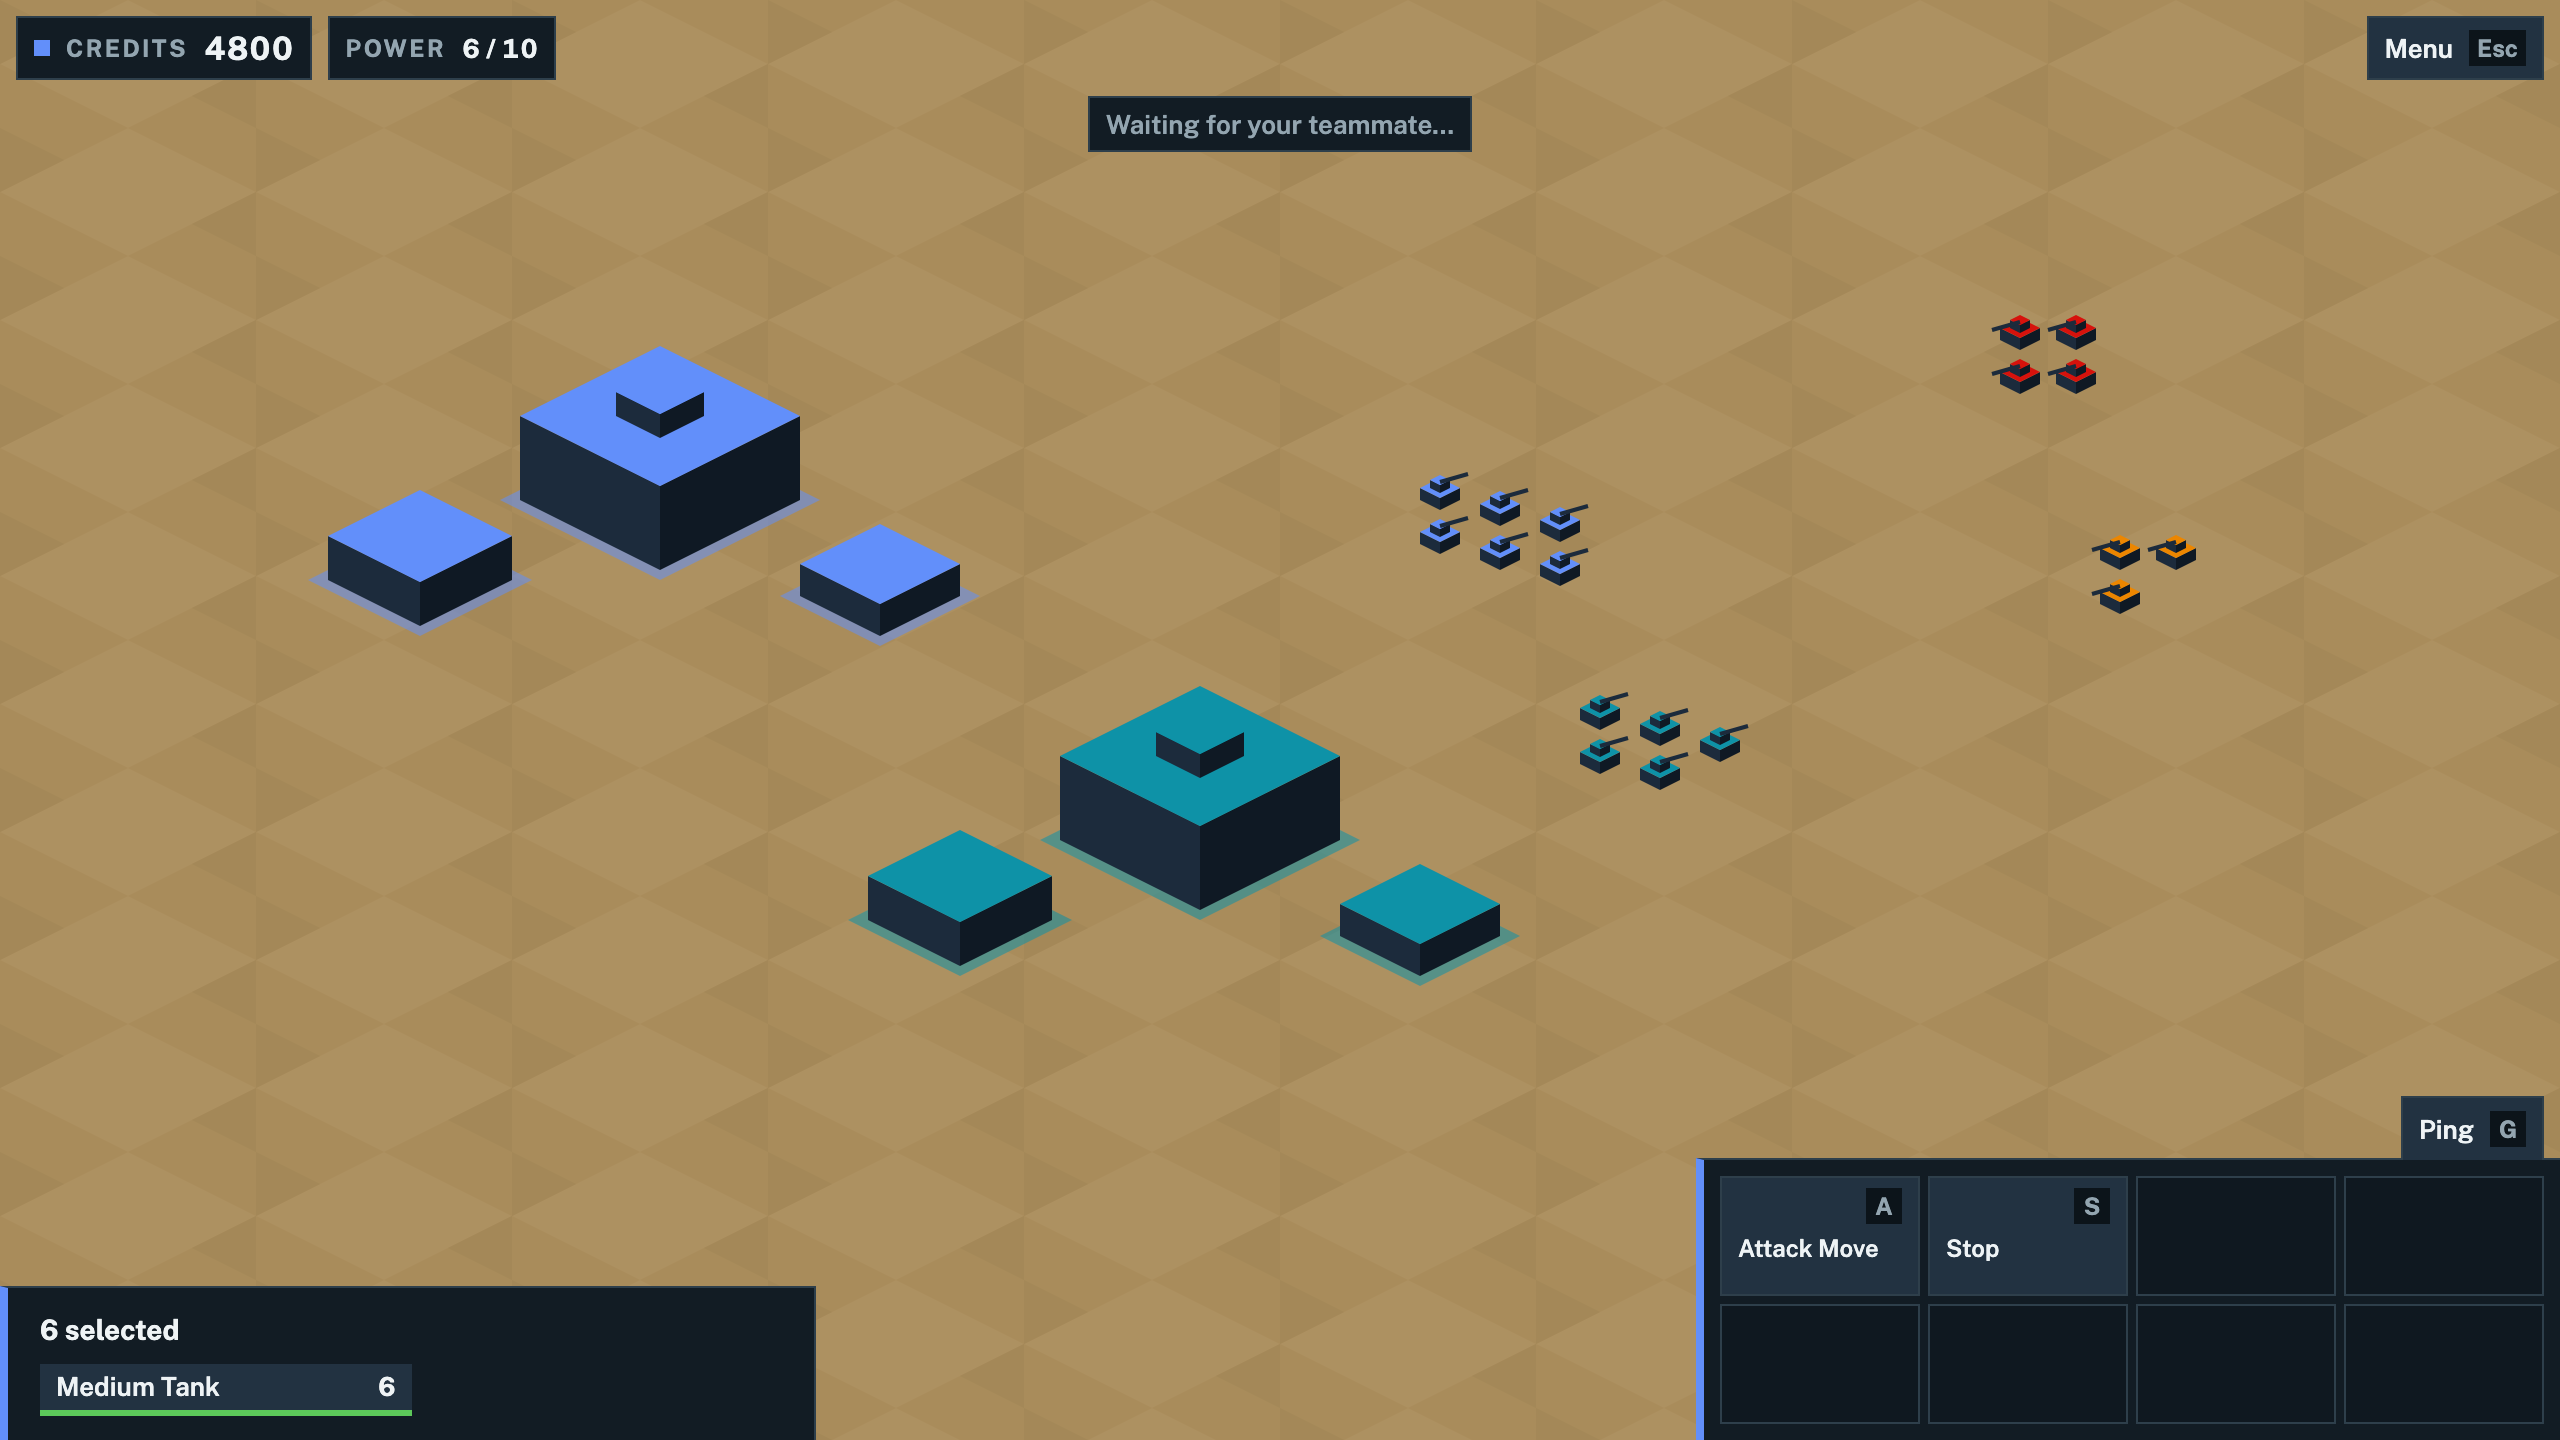 CREDITS 4800
POWER 6/10
Menu Esc
Waiting for your teammate...
Ping G
A
Attack Move
S
Stop
6 selected
Medium Tank 6